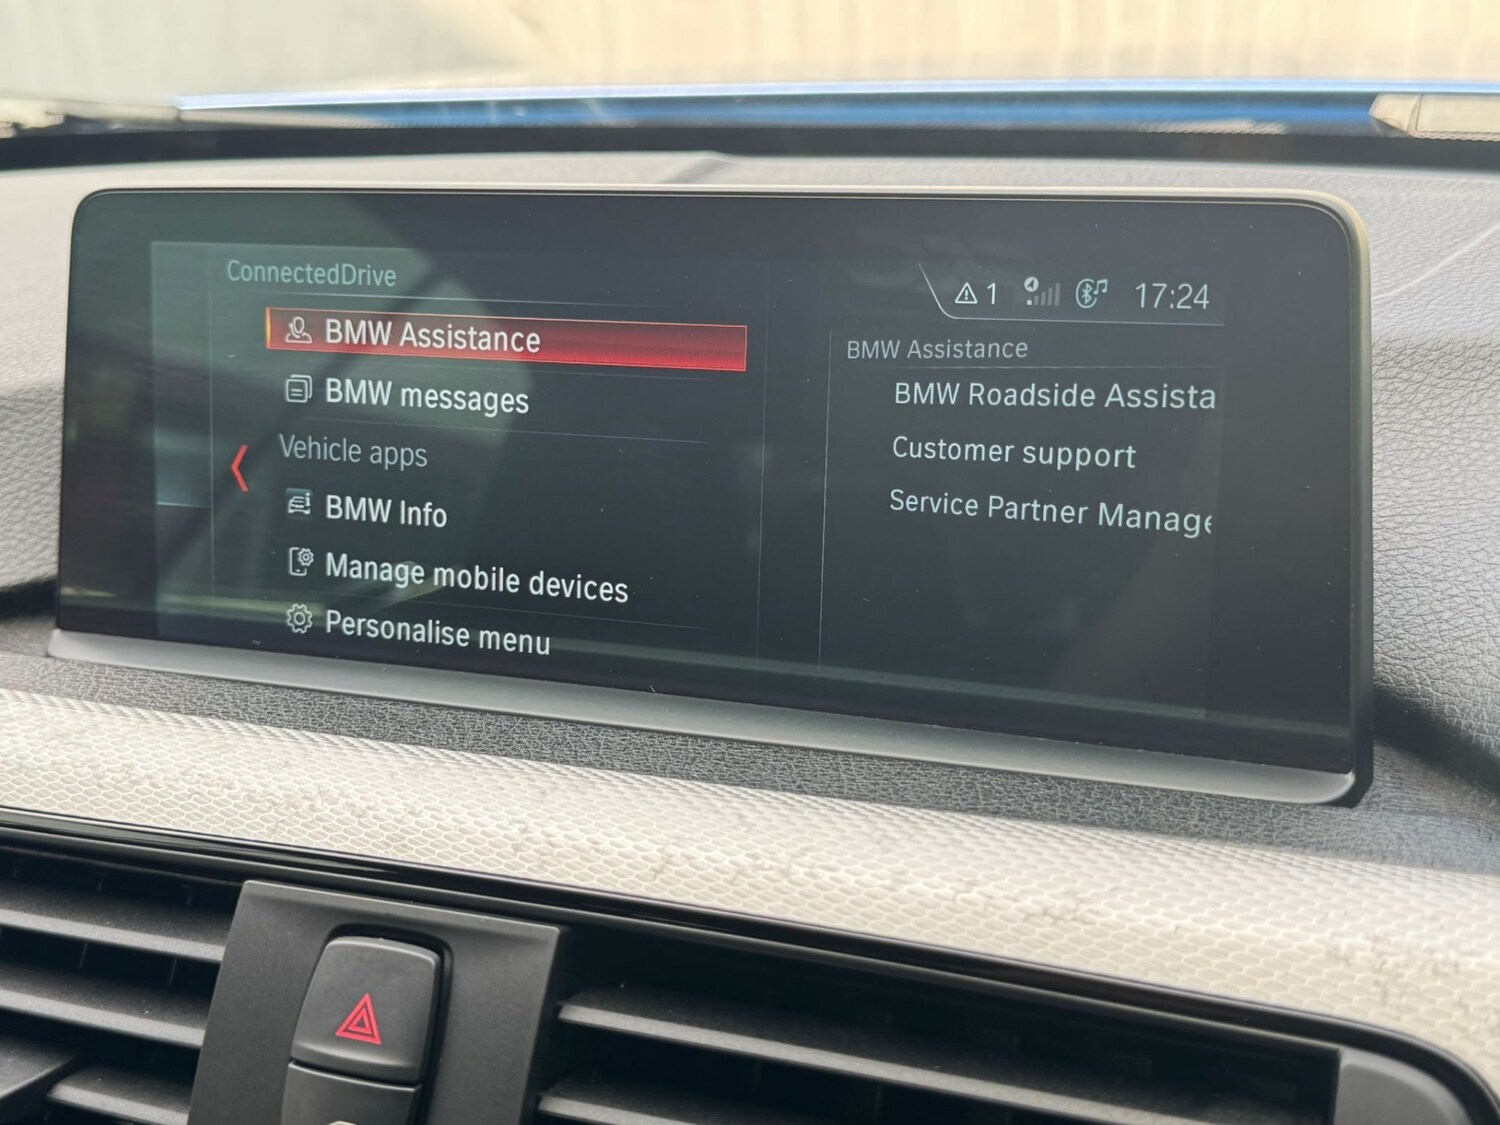 ConnectedDrive
BMW Assistance
BMW messages
Vehicle apps
BMW Info
Manage mobile devices
Personalise menu
1 17:24
BMW Assistance
BMW Roadside Assista
Customer support
Service Partner Manage